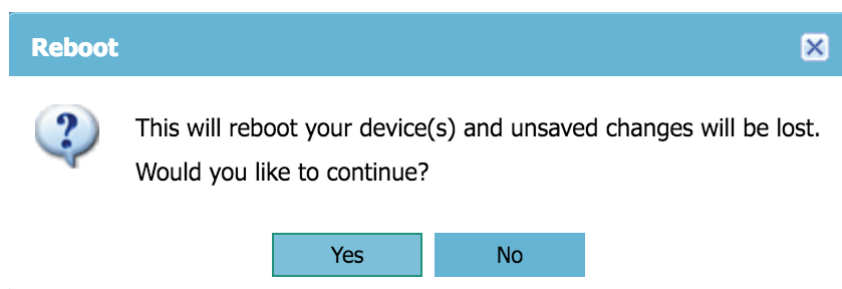 Reboot
This will reboot your device(s) and unsaved changes will be lost.
Would you like to continue?
Yes No